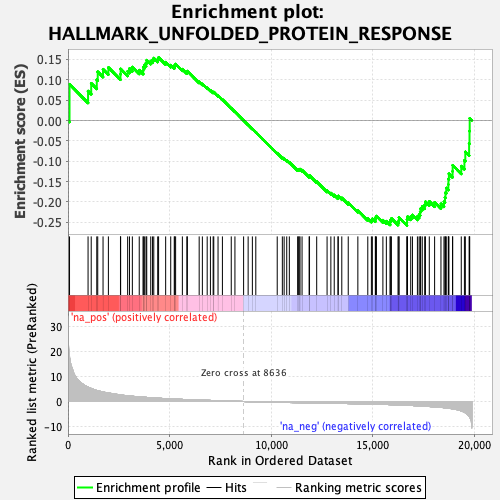 Enrichment plot:
HALLMARK_UNFOLDED_PROTEIN_RESPONSE
Enrichment score (ES)
0.15
0.10
0.05
0.00
-0.05
-0.10
-0.15
-0.20
-0.25
'na_pos' (positively correlated)
Ranked list metric (PreRanked)
30
20
10
0
-10
Zero cross at 8636
'na_neg' (negatively correlated)
0
5,000
10,000
15,000
20,000
Rank in Ordered Dataset
Enrichment profile
Hits
Ranking metric scores